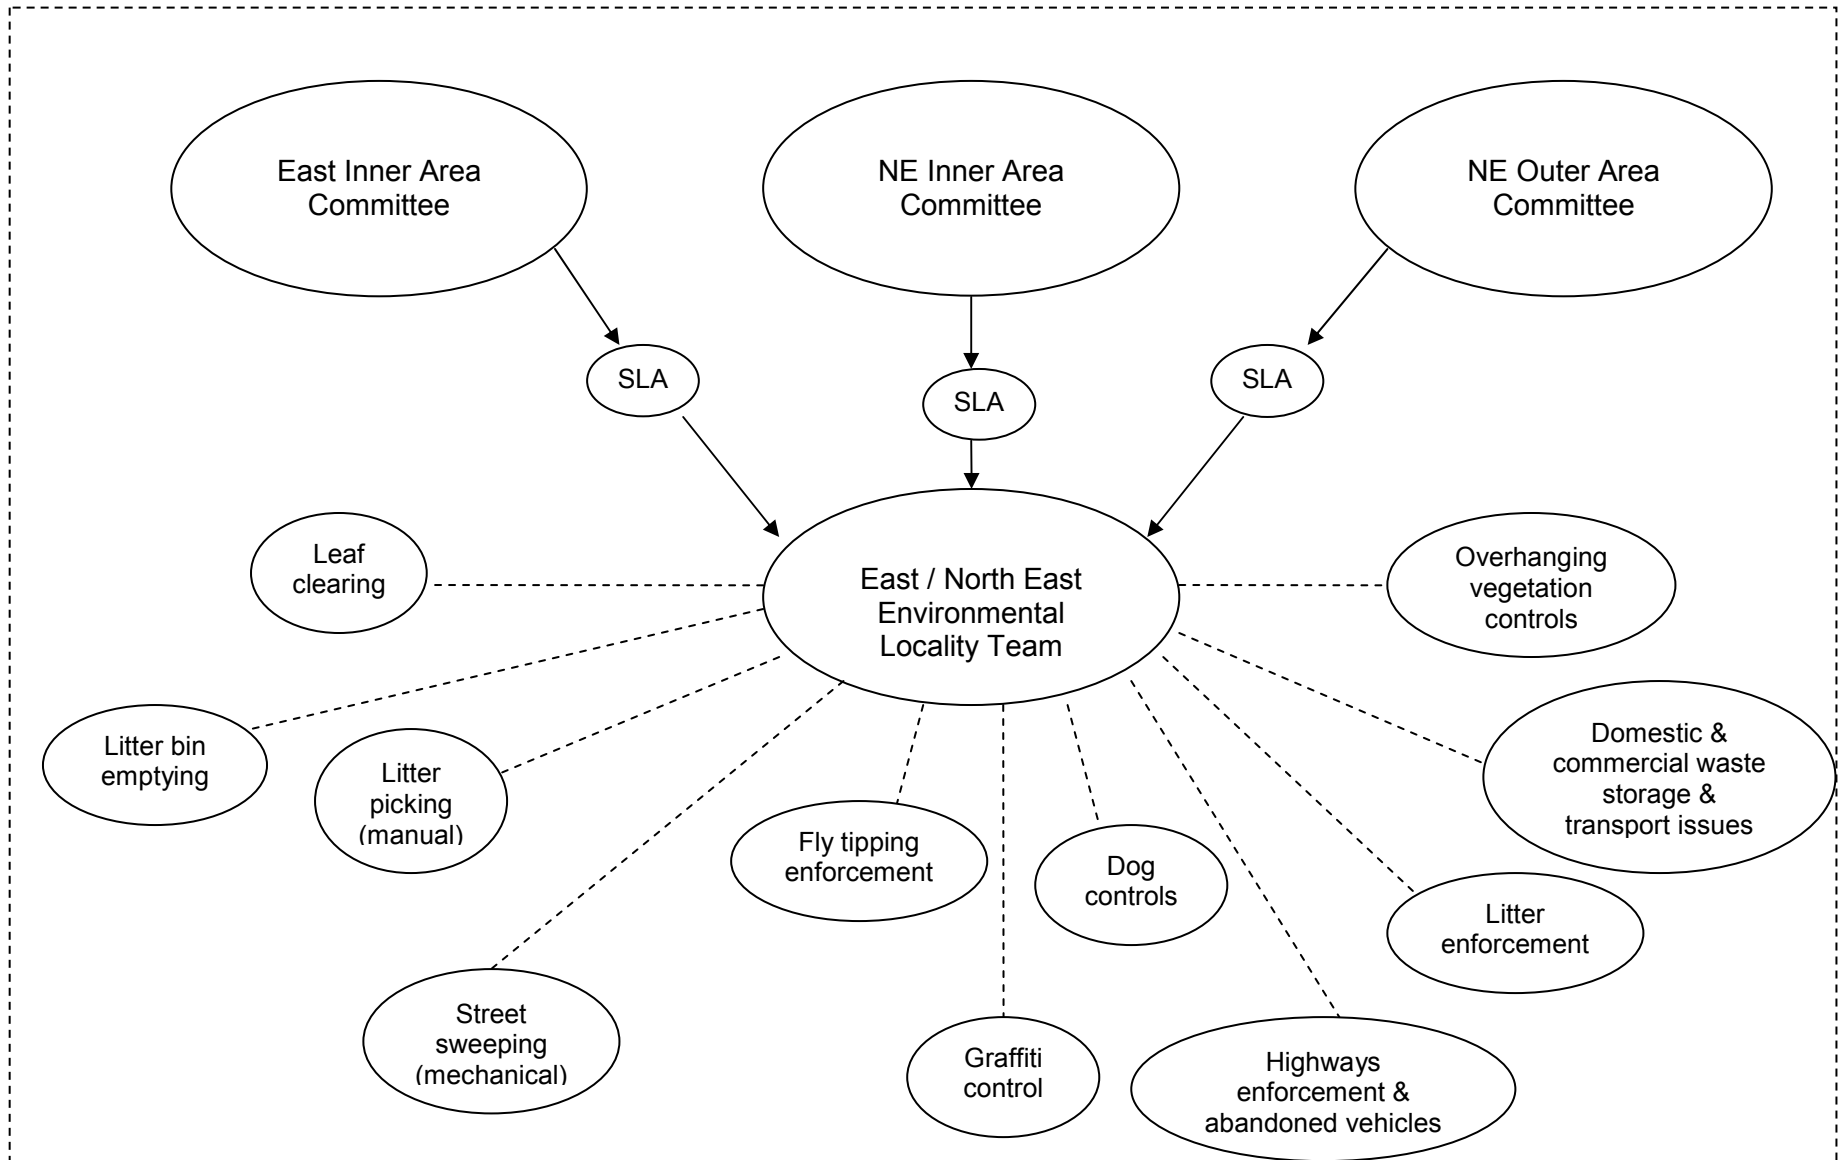 East Inner Area
Committee
NE Inner Area
Committee
NE Outer Area
Committee
SLA
SLA
SLA
East / North East
Environmental
Locality Team
Leaf
clearing
Overhanging
vegetation
controls
Litter bin
emptying
Litter
picking
(manual)
Domestic &
commercial waste
storage &
transport issues
Fly tipping
enforcement
Dog
controls
Litter
enforcement
Street
sweeping
(mechanical)
Graffiti
control
Highways
enforcement &
abandoned vehicles